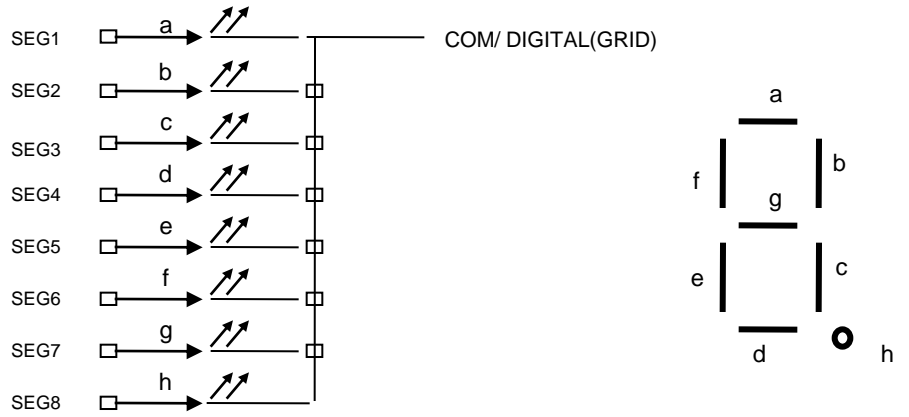 SEG1 a COM/ DIGITAL(GRID)
SEG2 b
SEG3 c
SEG4 d
SEG5 e
SEG6 f
SEG7 g
SEG8 h
a
f b
g
e c
d h